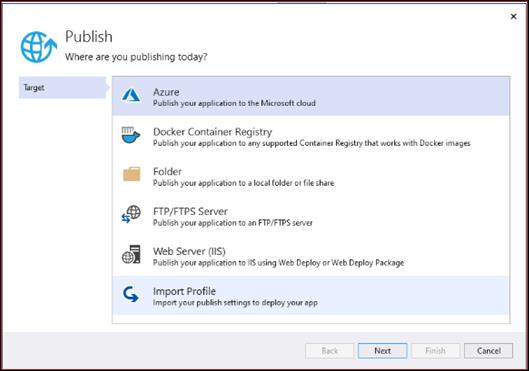 Publish
Where are you publishing today?
Target
Azure
Publish your application to the Microsoft cloud
Docker Container Registry
Publish your application to any supported Container Registry that works with Docker images
Folder
Publish your application to a local folder or file share
FTP/FTPS Server
Publish your application to an FTP/FTPS server
Web Server (IIS)
Publish your application to IIS using Web Deploy or Web Deploy Package
Import Profile
Import your publish settings to deploy your app
Back
Next
Finish
Cancel